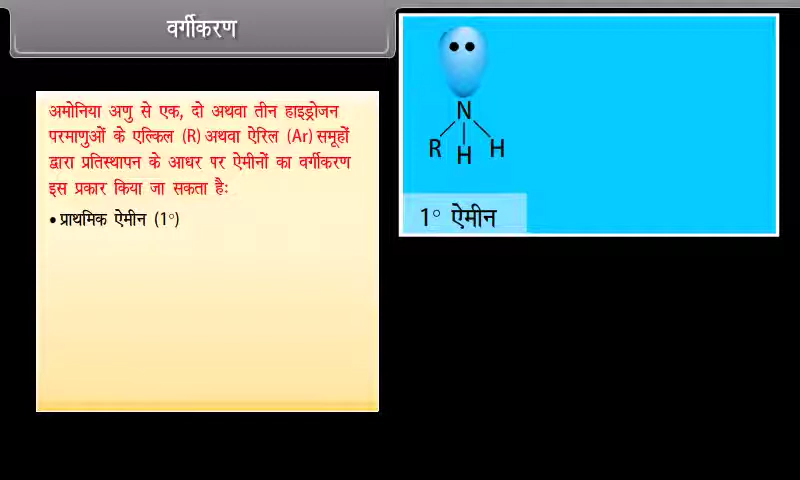 वर्गीकरण
अमोनिया अणु से एक, दो अथवा तीन हाइड्रोजन
परमाणुओं के एल्किल (R) अथवा ऐरिल (Ar) समूहों
द्वारा प्रतिस्थापन के आधर पर ऐमीनों का वर्गीकरण
इस प्रकार किया जा सकता है:
• प्राथमिक ऐमीन (1°)
N
R H H
1° ऐमीन